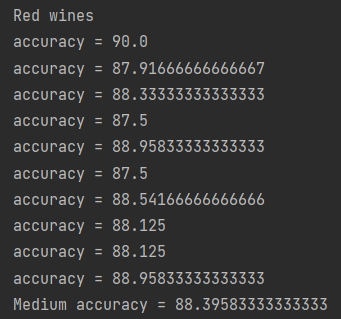 Red wines
accuracy = 90.0
accuracy = 87.91666666666667
accuracy = 88.33333333333333
accuracy = 87.5
accuracy = 88.95833333333333
accuracy = 87.5
accuracy = 88.54166666666666
accuracy = 88.125
accuracy = 88.125
accuracy = 88.95833333333333
Medium accuracy = 88.39583333333333